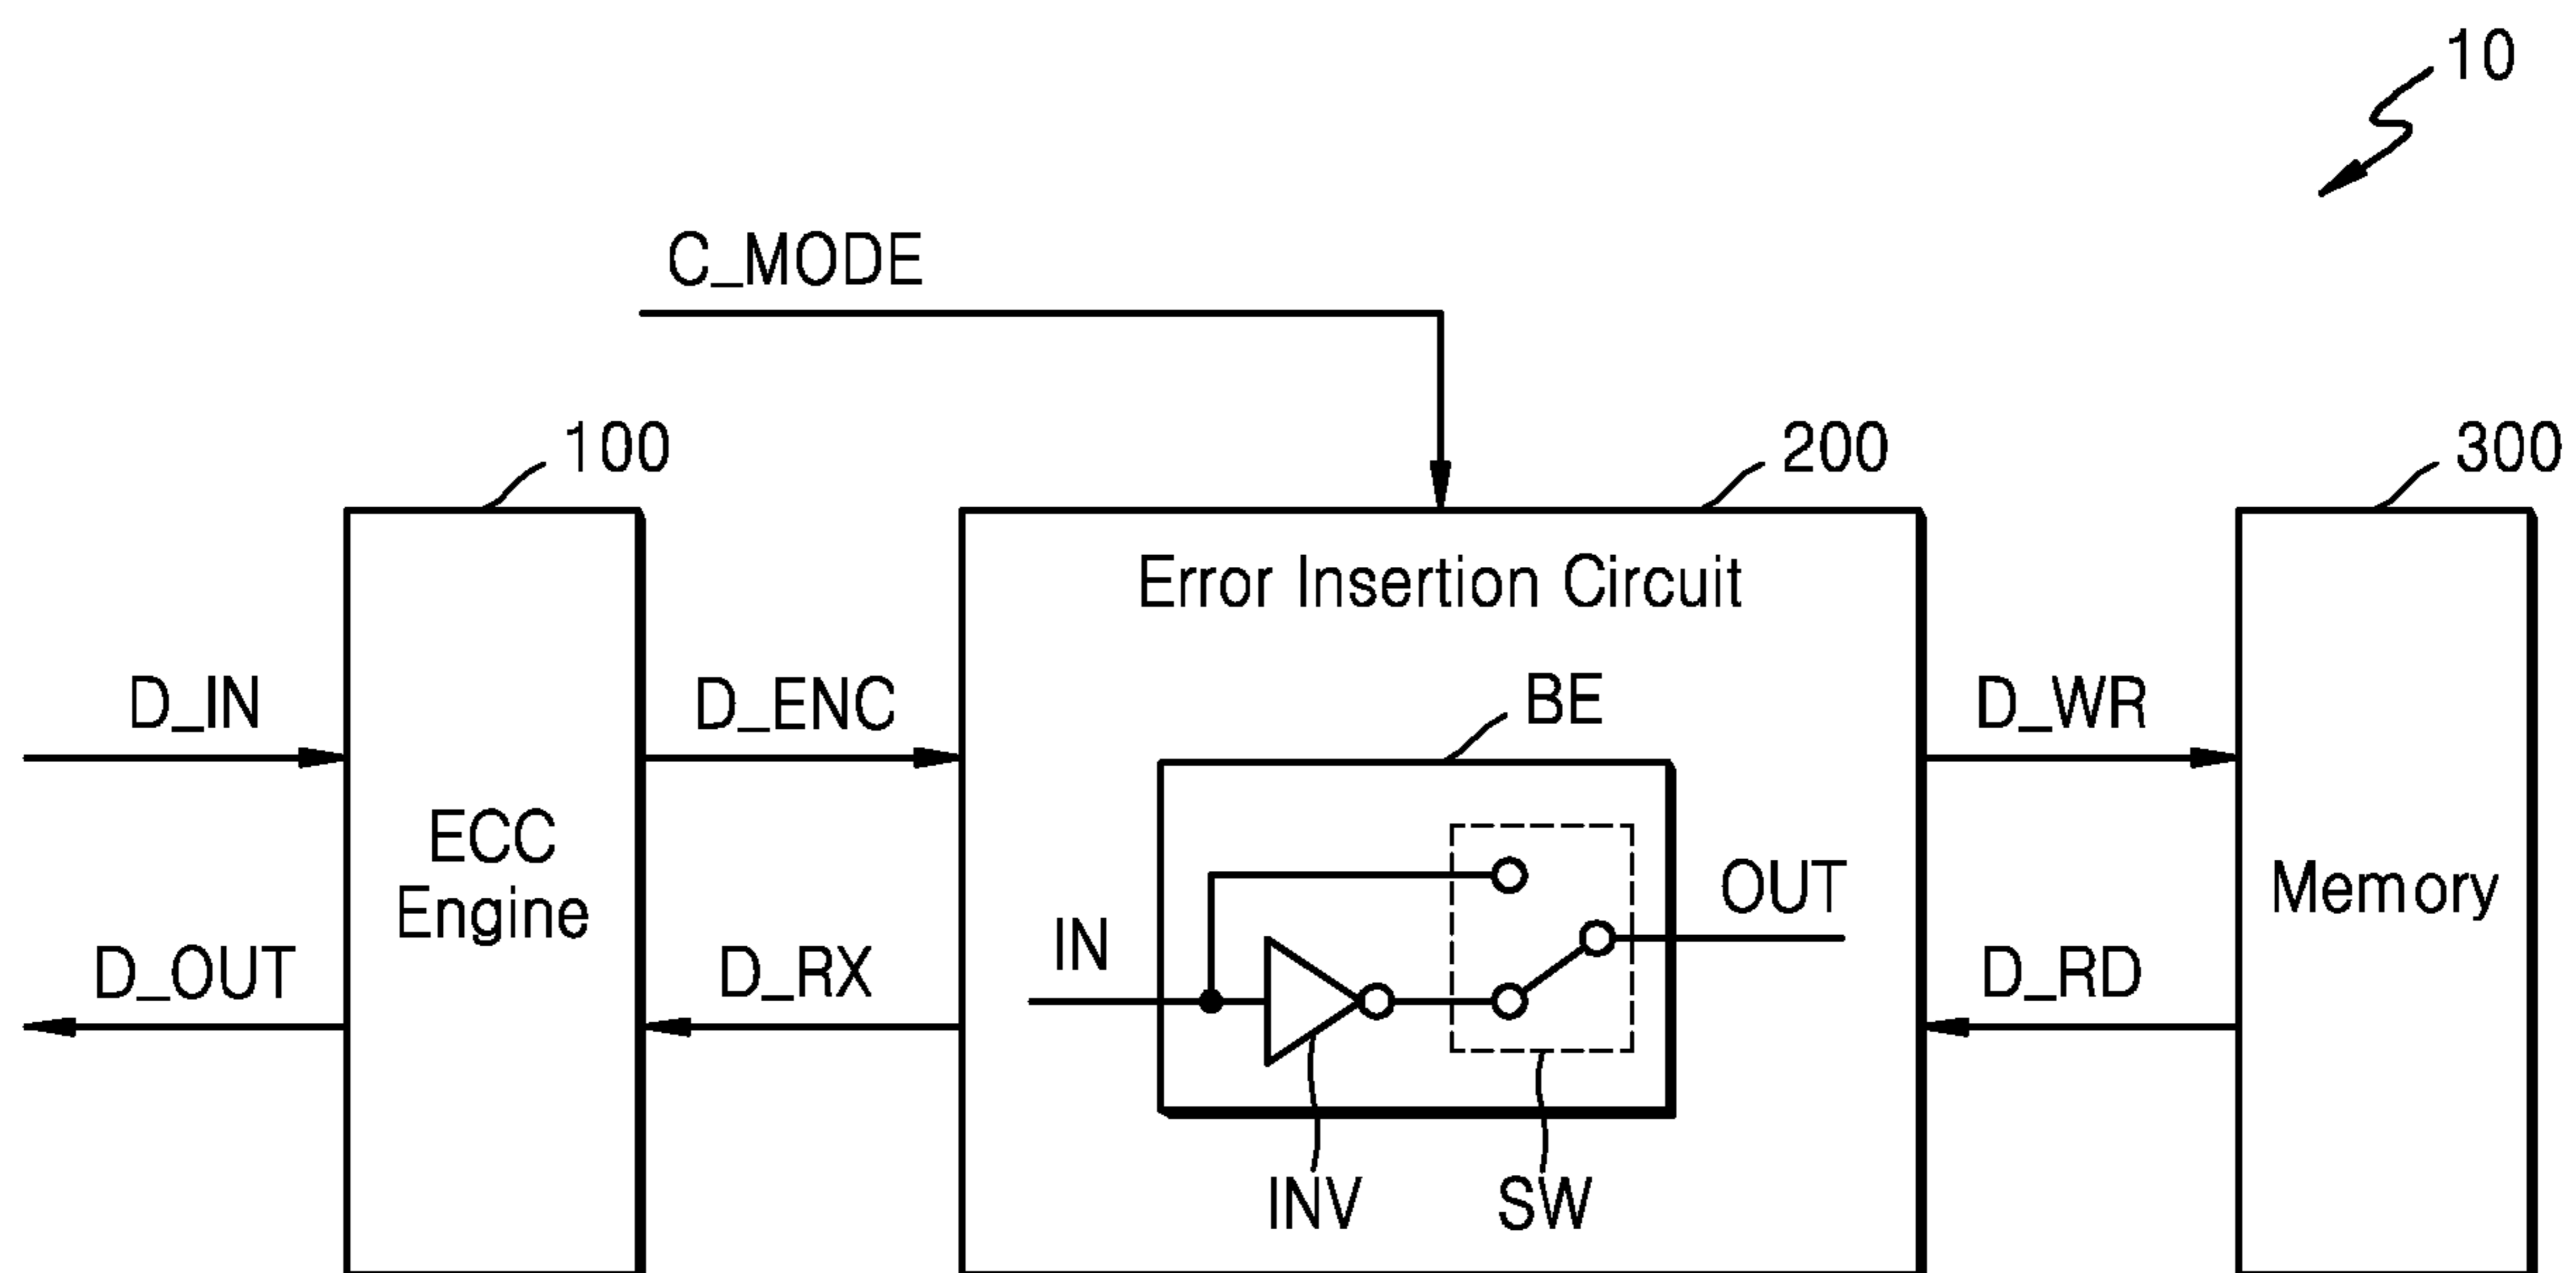 10
C_MODE
100
200
300
Error Insertion Circuit
D_IN
D_ENC
BE
D_WR
ECC
Engine
IN
OUT
Memory
D_OUT
D_RX
D_RD
INV
SW